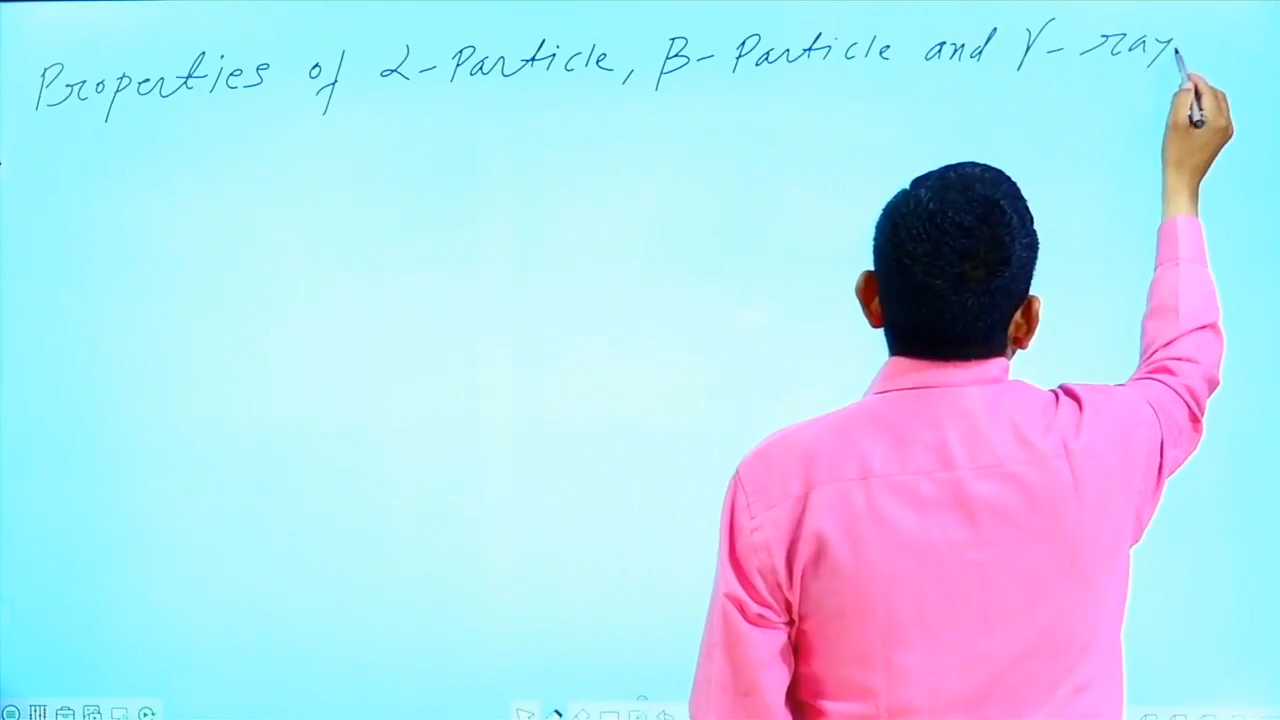 Properties of α-Particle, β-Particle and γ-ray